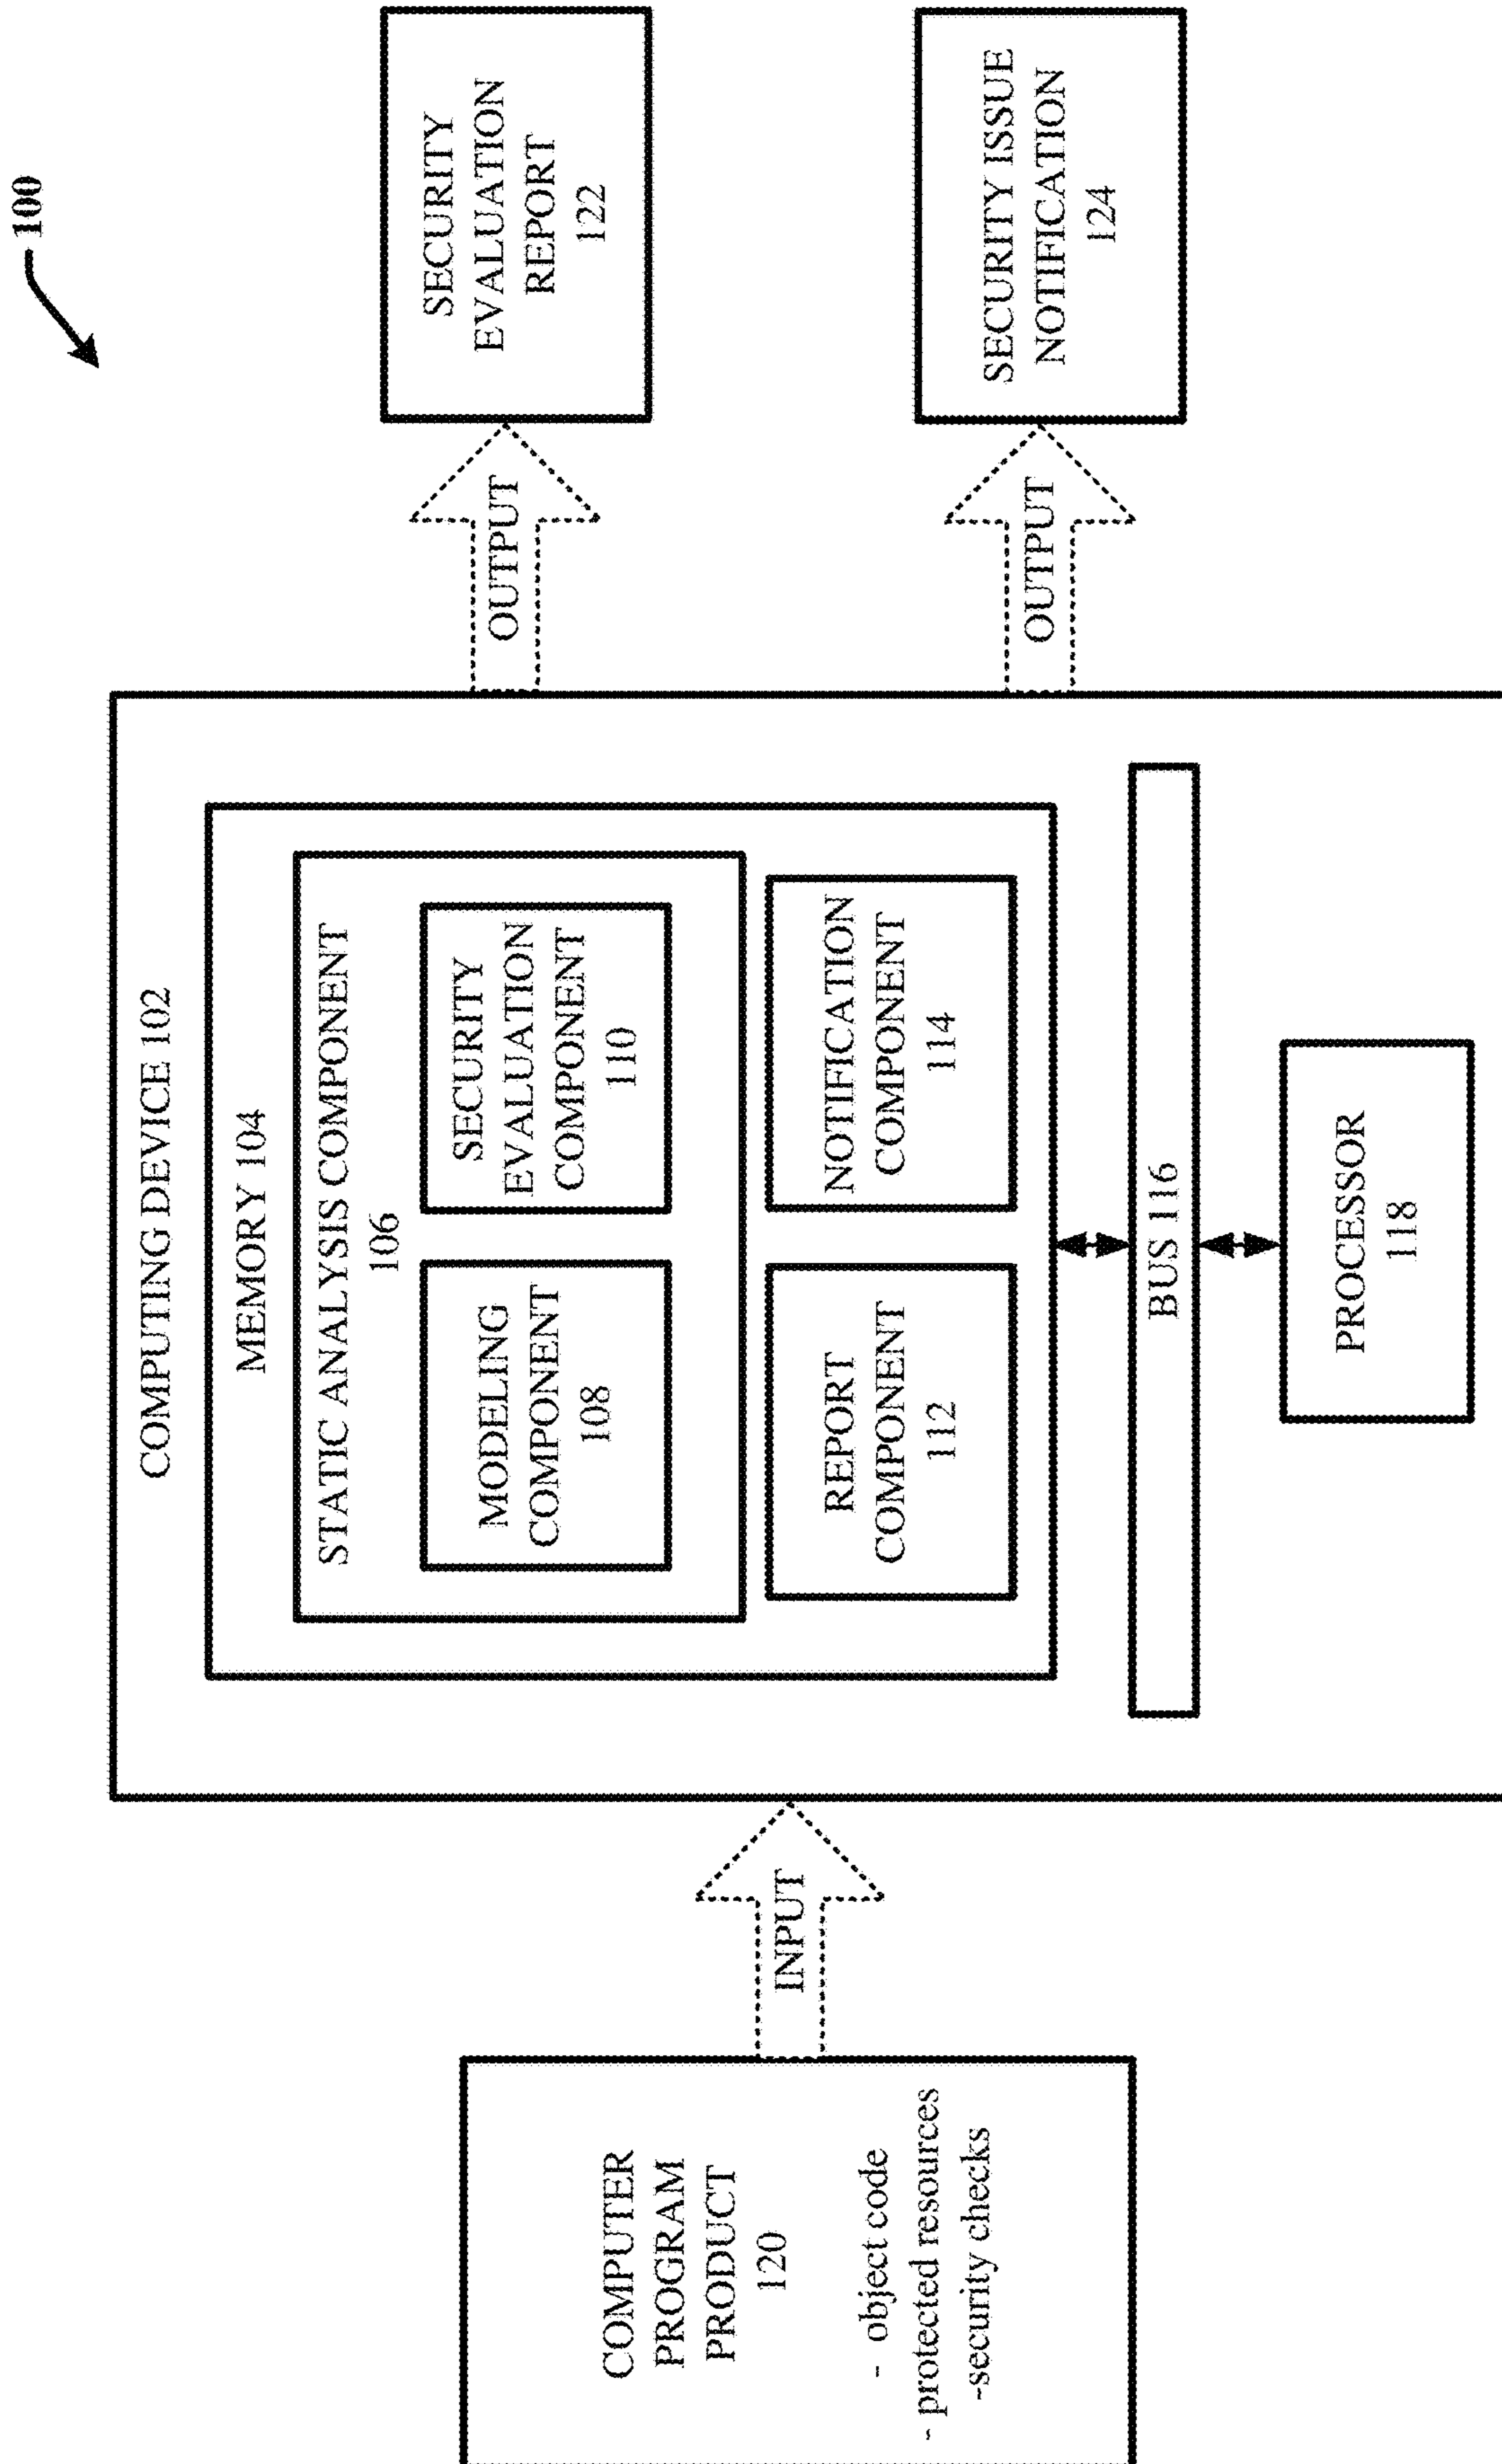 100
COMPUTER
PROGRAM
PRODUCT
120
- object code
- protected resources
-security checks
INPUT
COMPUTING DEVICE 102
MEMORY 104
STATIC ANALYSIS COMPONENT
106
MODELING
COMPONENT
108
SECURITY
EVALUATION
COMPONENT
110
REPORT
COMPONENT
112
NOTIFICATION
COMPONENT
114
BUS 116
PROCESSOR
118
OUTPUT
SECURITY
EVALUATION
REPORT
122
OUTPUT
SECURITY ISSUE
NOTIFICATION
124